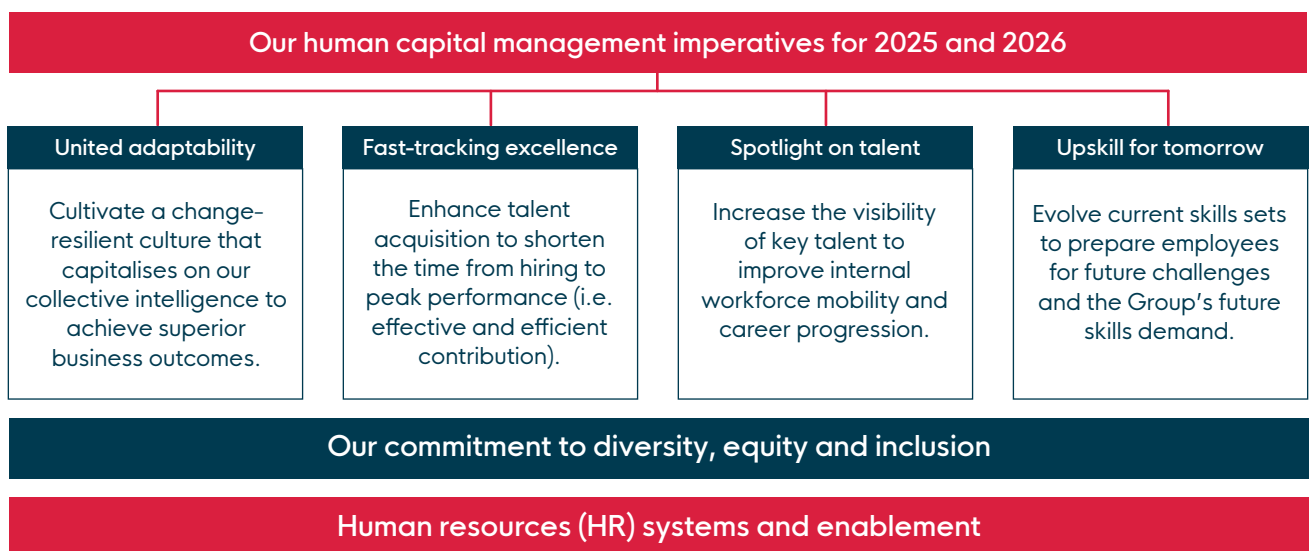 Our human capital management imperatives for 2025 and 2026
United adaptability
Cultivate a change-
resilient culture that
capitalises on our
collective intelligence to
achieve superior
business outcomes.
Fast-tracking excellence
Enhance talent
acquisition to shorten
the time from hiring to
peak performance (i.e.
effective and efficient
contribution).
Spotlight on talent
Increase the visibility
of key talent to
improve internal
workforce mobility and
career progression.
Upskill for tomorrow
Evolve current skills sets
to prepare employees
for future challenges
and the Group’s future
skills demand.
Our commitment to diversity, equity and inclusion
Human resources (HR) systems and enablement